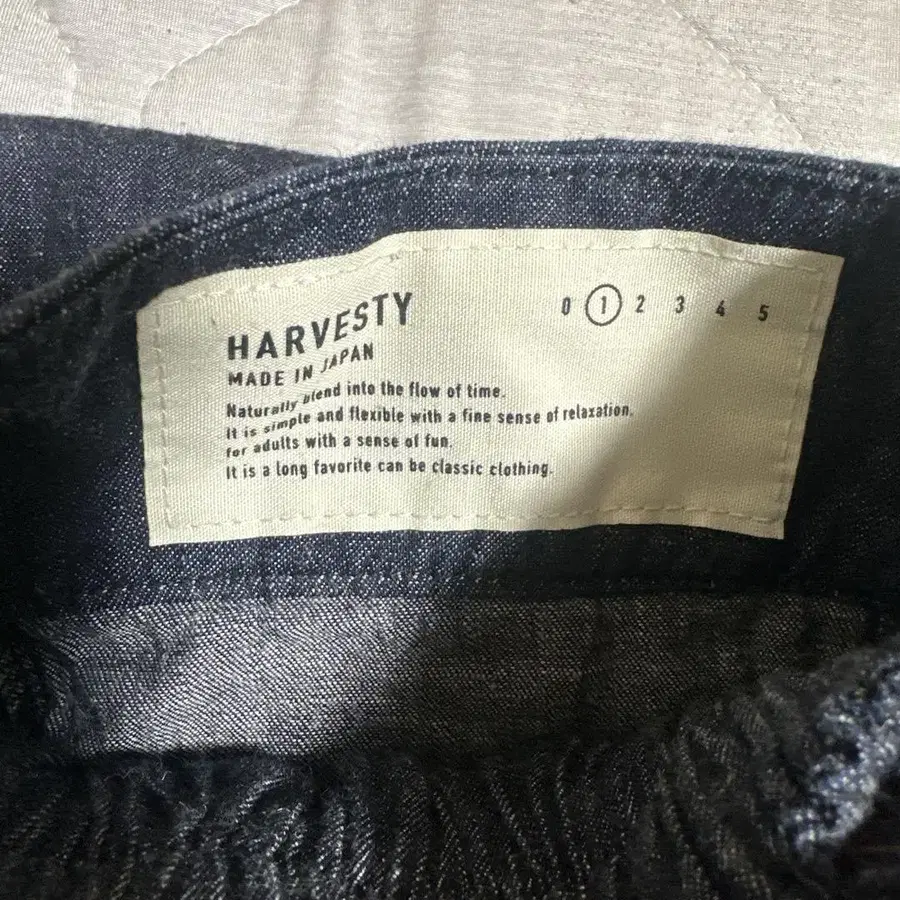 HARVESTY
0 1 2 3 4 5
MADE IN JAPAN
Naturally blend into the flow of time.
It is simple and flexible with a fine sense of relaxation.
for adults with a sense of fun.
It is a long favorite can be classic clothing.